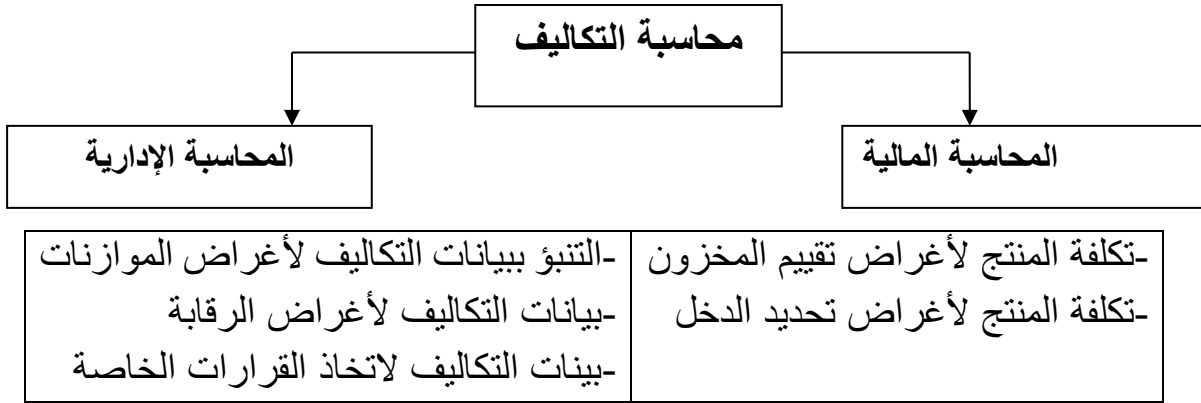 محاسبة التكاليف
المحاسبة المالية
المحاسبة الإدارية
-تكلفة المنتج لأغراض تقييم المخزون
-تكلفة المنتج لأغراض تحديد الدخل
-التنبؤ ببيانات التكاليف لأغراض الموازنات
-بيانات التكاليف لأغراض الرقابة
-بينات التكاليف لاتخاذ القرارات الخاصة